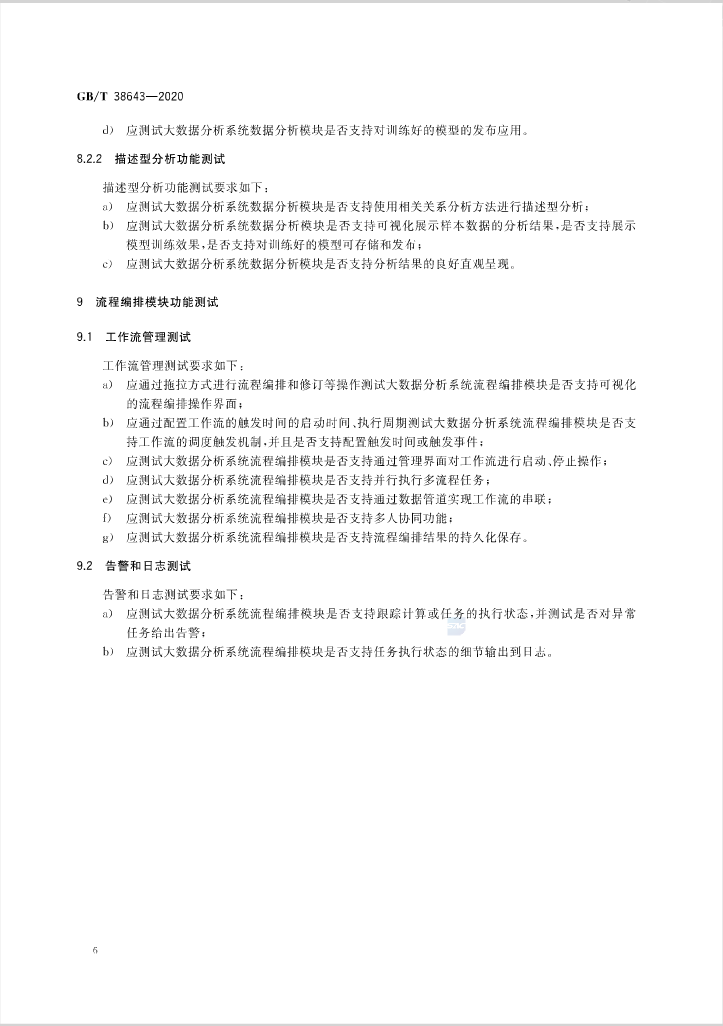 GB/T 38643—2020
d） 应测试大数据分析系统数据分析模块是否支持对训练好的模型的发布应用。
8.2.2 描述型分析功能测试
描述型分析功能测试要求如下：
a） 应测试大数据分析系统数据分析模块是否支持使用相关关系分析方法进行描述型分析；
b） 应测试大数据分析系统数据分析模块是否支持可视化展示样本数据的分析结果，是否支持展示
模型训练效果，是否支持对训练好的模型可存储和发布；
c） 应测试大数据分析系统数据分析模块是否支持分析结果的良好直观呈现。
9 流程编排模块功能测试
9.1 工作流管理测试
工作流管理测试要求如下：
a） 应通过拖拉方式进行流程编排和修订等操作测试大数据分析系统流程编排模块是否支持可视化
的流程编排操作界面；
b） 应通过配置工作流的触发时间的启动时间、执行周期测试大数据分析系统流程编排模块是否支
持工作流的调度触发机制，并且是否支持配置触发时间或触发事件；
c） 应测试大数据分析系统流程编排模块是否支持通过管理界面对工作流进行启动、停止操作；
d） 应测试大数据分析系统流程编排模块是否支持并行执行多流程任务；
e） 应测试大数据分析系统流程编排模块是否支持通过数据管道实现工作流的串联；
f） 应测试大数据分析系统流程编排模块是否支持多人协同功能；
g） 应测试大数据分析系统流程编排模块是否支持流程编排结果的持久化保存。
9.2 告警和日志测试
告警和日志测试要求如下：
a） 应测试大数据分析系统流程编排模块是否支持跟踪计算或任务的执行状态，并测试是否对异常
任务给出告警；
b） 应测试大数据分析系统流程编排模块是否支持任务执行状态的细节输出到日志。
6